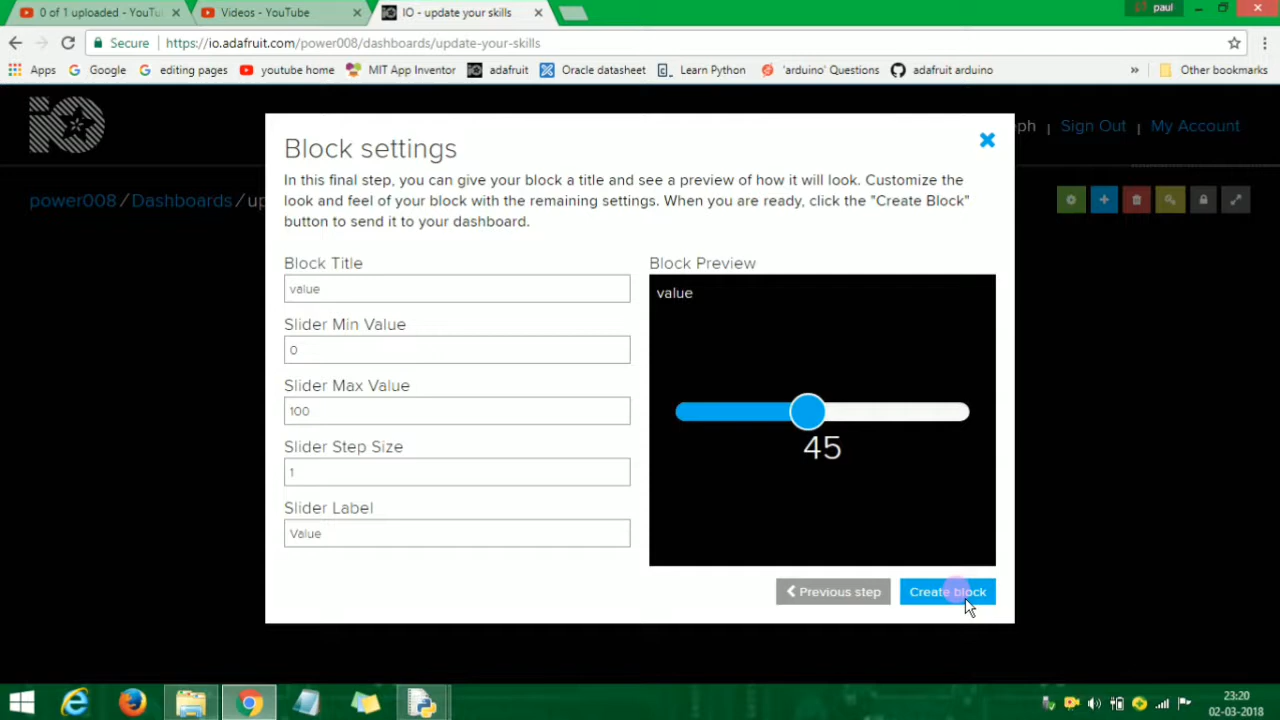 0 of 1 uploaded - YouTu
Videos - YouTube
IO - update your skills
paul
Secure
https://io.adafruit.com/power008/dashboards/update-your-skills
Apps
Google
editing pages
youtube home
MIT App Inventor
adafruit
Oracle datasheet
Learn Python
'arduino' Questions
adafruit arduino
»
Other bookmarks
ph | Sign Out | My Account
power008/Dashboards/up
Block settings
In this final step, you can give your block a title and see a preview of how it will look. Customize the
look and feel of your block with the remaining settings. When you are ready, click the "Create Block"
button to send it to your dashboard.
Block Title
value
Slider Min Value
0
Slider Max Value
100
Slider Step Size
1
Slider Label
Value
Block Preview
value
45
Previous step
Create block
23:20
02-03-2018